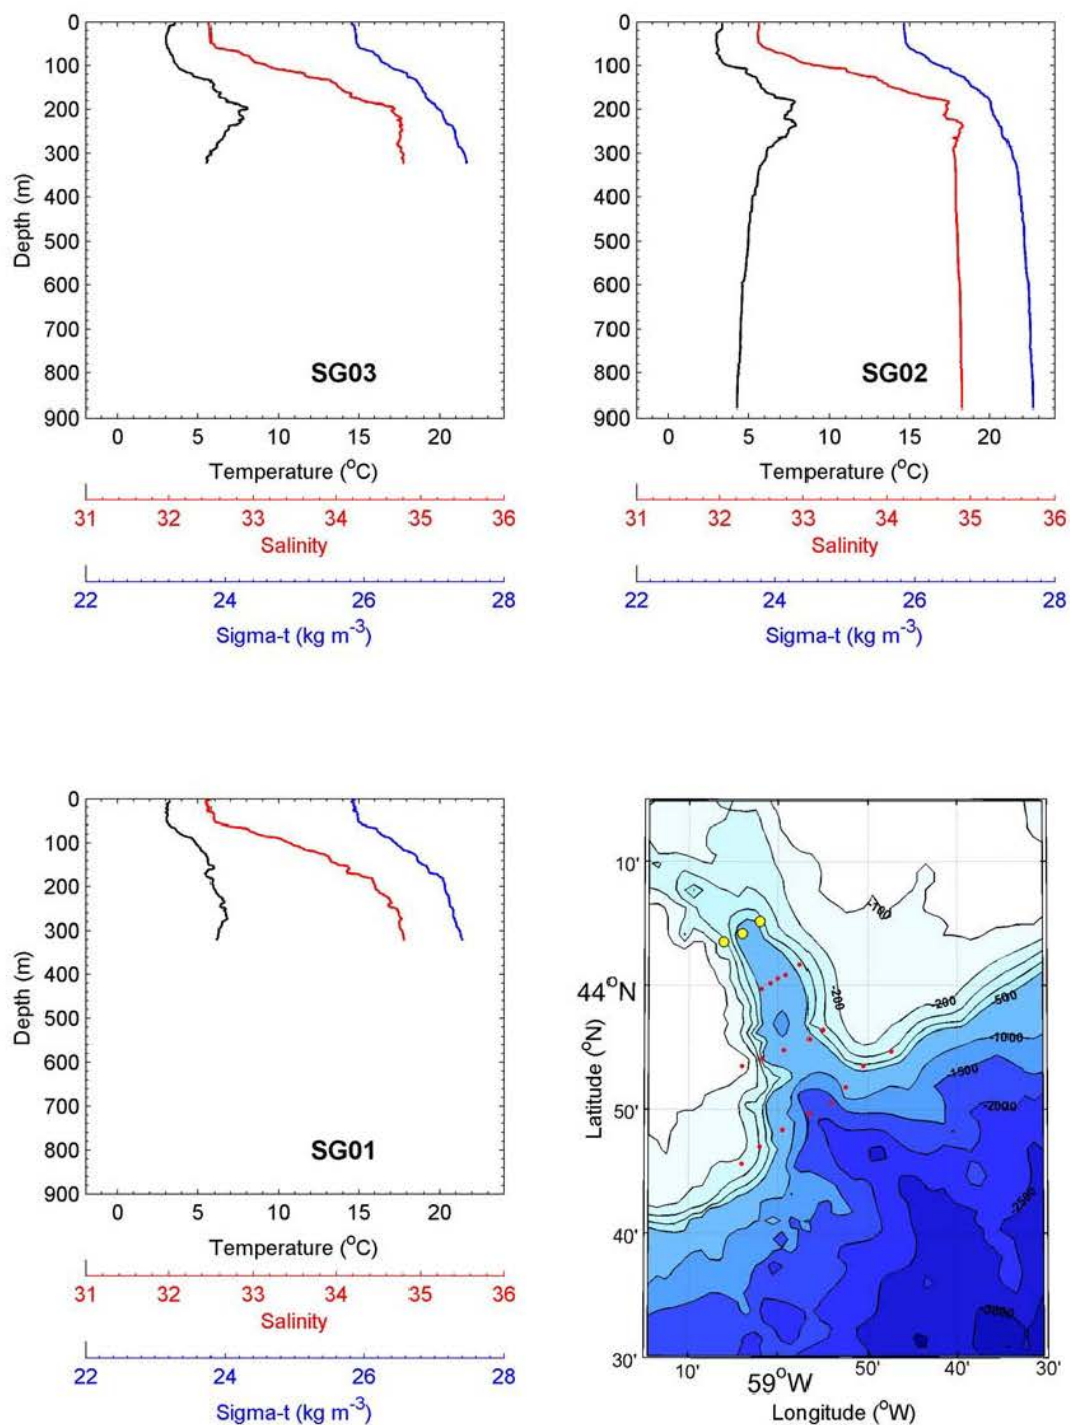 0
100
200
300
400
500
600
700
800
900
Depth (m)
SG03
0 5 10 15 20
Temperature (°C)
31 32 33 34 35 36
Salinity
22 24 26 28
Sigma-t (kg m-3)
0
100
200
300
400
500
600
700
800
900
SG02
0 5 10 15 20
Temperature (°C)
31 32 33 34 35 36
Salinity
22 24 26 28
Sigma-t (kg m-3)
0
100
200
300
400
500
600
700
800
900
Depth (m)
SG01
0 5 10 15 20
Temperature (°C)
31 32 33 34 35 36
Salinity
22 24 26 28
Sigma-t (kg m-3)
10'
44°N
50'
40'
30'
Latitude (°N)
-100
-200
-200
-500
-1000
-1500
-2000
-2500
-3000
10' 59°W 50' 40' 30'
Longitude (°W)